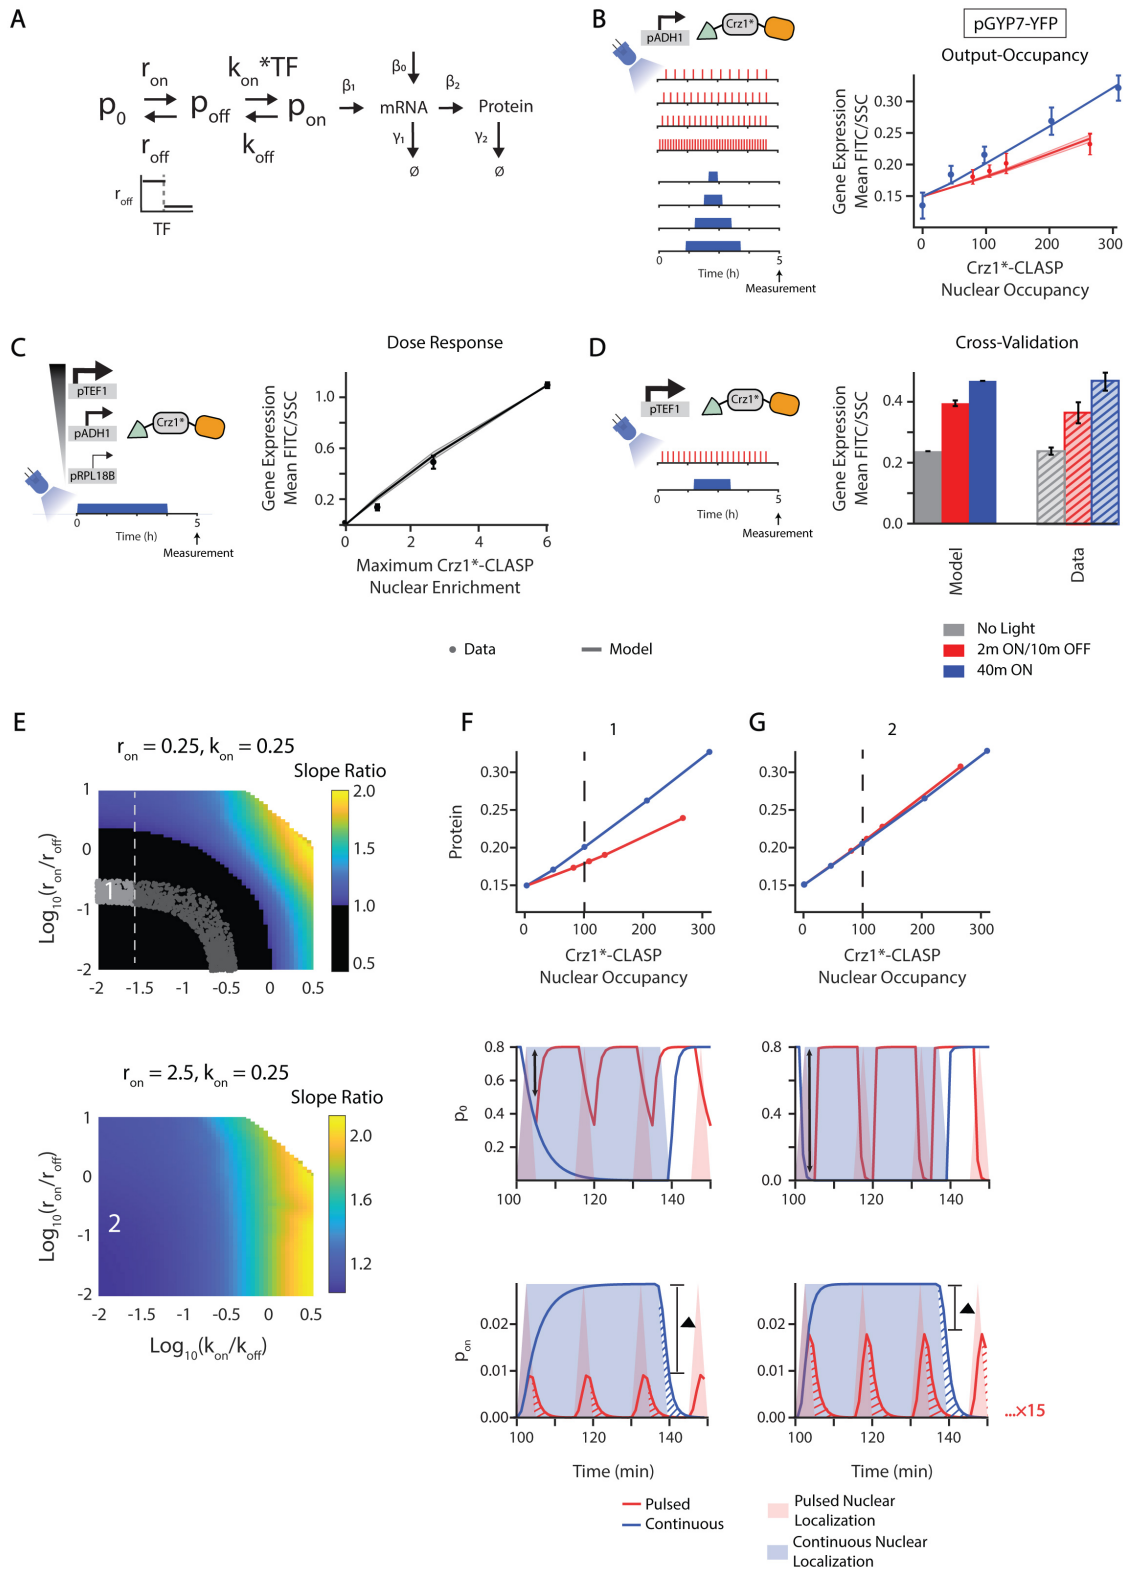 A
r_on
k_on*TF
p_0
p_off
p_on
β₁
β₀
mRNA
β₂
Protein
r_off
k_off
γ₁
γ₂
ø
ø
r_off
TF
B
pADH1
Crz1*
0
5
Time (h)
Measurement
pGYP7-YFP
Output-Occupancy
Gene Expression
Mean FITC/SSC
0.30
0.25
0.20
0.15
0
100
200
300
Crz1*-CLASP
Nuclear Occupancy
C
pTEF1
pADH1
pRPL18B
Crz1*
0
5
Time (h)
Measurement
Dose Response
Gene Expression
Mean FITC/SSC
1.0
0.6
0.2
0
2
4
6
Maximum Crz1*-CLASP
Nuclear Enrichment
D
pTEF1
Crz1*
0
5
Time (h)
Measurement
Cross-Validation
Gene Expression
Mean FITC/SSC
0.4
0.2
0.0
Model
Data
Data
Model
No Light
2m ON/10m OFF
40m ON
E
r_on = 0.25, k_on = 0.25
Slope Ratio
Log₁₀(r_on/r_off)
1
0
-1
-2
1
-2
-1.5
-1
-0.5
0
0.5
2.0
1.5
1.0
0.5
r_on = 2.5, k_on = 0.25
Slope Ratio
Log₁₀(r_on/r_off)
1
0
-1
-2
2
-2
-1.5
-1
-0.5
0
0.5
Log₁₀(k_on/k_off)
2.0
1.6
1.2
F
1
Protein
0.30
0.25
0.20
0.15
0
100
200
300
Crz1*-CLASP
Nuclear Occupancy
p₀
0.8
0.6
0.4
0.2
100
120
140
p_on
0.02
0.01
0.00
100
120
140
Time (min)
G
2
0.30
0.25
0.20
0.15
0
100
200
300
Crz1*-CLASP
Nuclear Occupancy
0.8
0.4
0.0
100
120
140
0.02
0.01
0.00
100
120
140
Time (min)
...×15
Pulsed
Continuous
Pulsed Nuclear
Localization
Continuous Nuclear
Localization